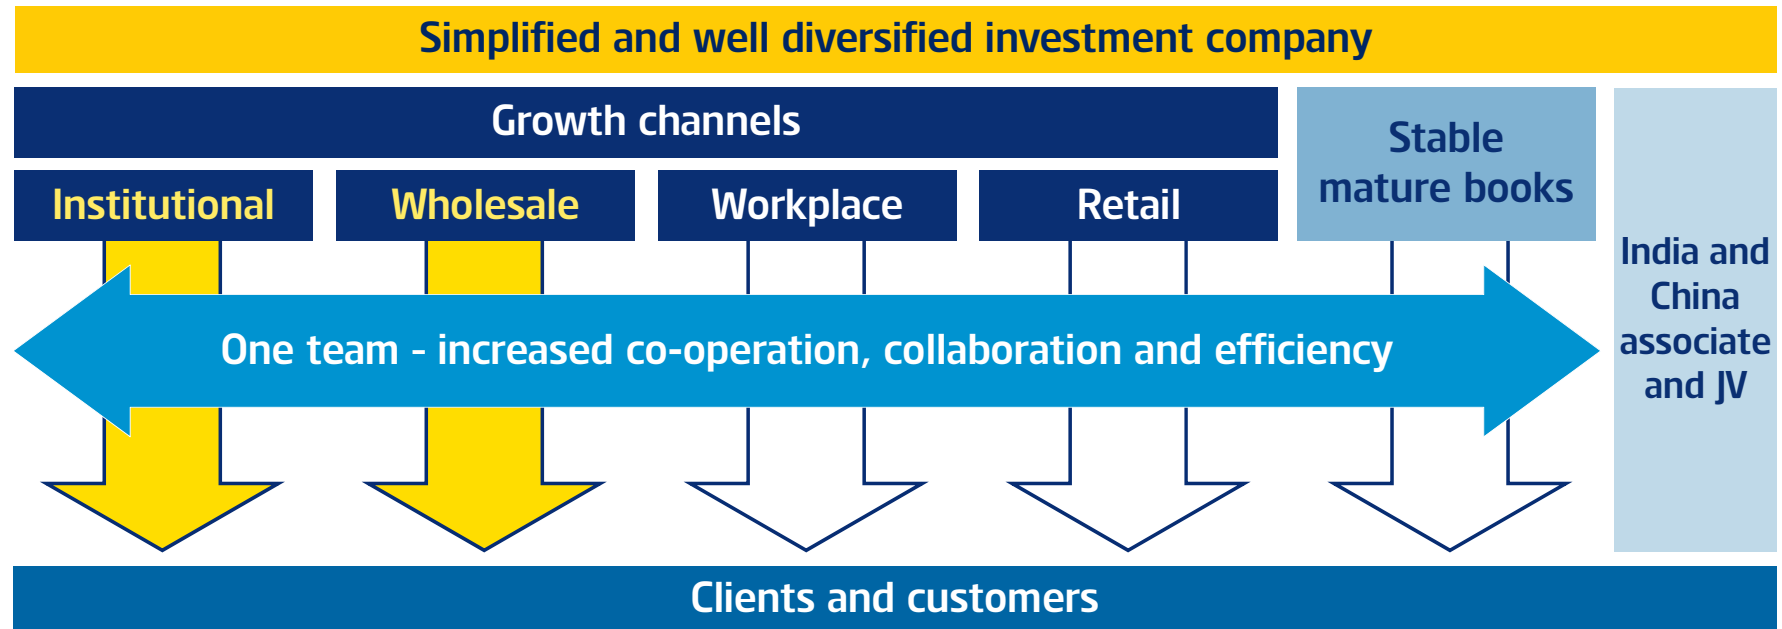 Simplified and well diversified investment company
Growth channels
Stable
mature books
Institutional
Wholesale
Workplace
Retail
India and
China
associate
and JV
One team - increased co-operation, collaboration and efficiency
Clients and customers